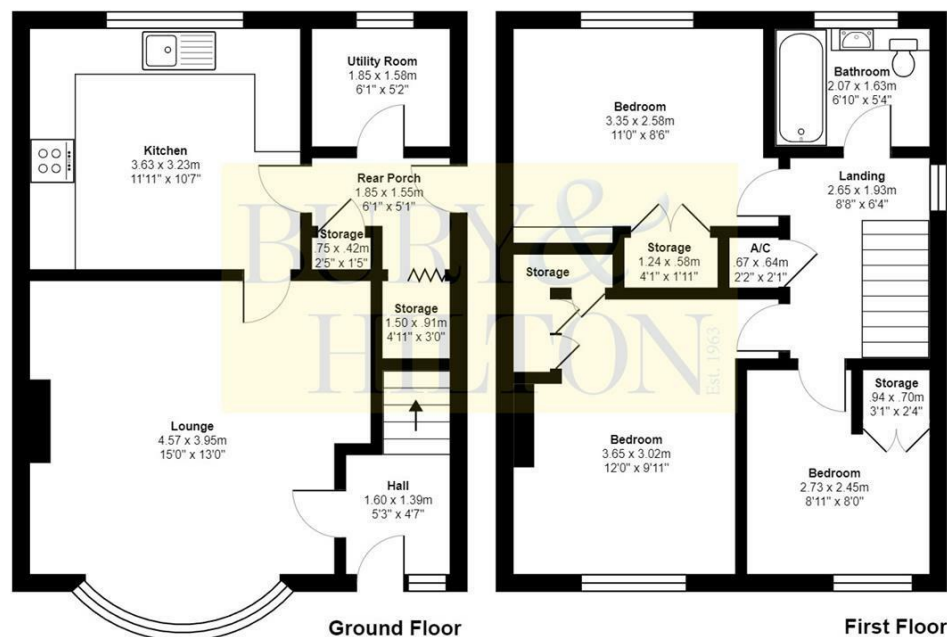 Utility Room
1.85 x 1.58m
6'1" x 5'2"
Kitchen
3.63 x 3.23m
11'11" x 10'7"
Rear Porch
1.85 x 1.55m
6'1" x 5'1"
Storage
.75 x .42m
2'5" x 1'5"
Storage
1.50 x .91m
4'11" x 3'0"
Lounge
4.57 x 3.95m
15'0" x 13'0"
Hall
1.60 x 1.39m
5'3" x 4'7"
Ground Floor
Bedroom
3.35 x 2.58m
11'0" x 8'6"
Bathroom
2.07 x 1.63m
6'10" x 5'4"
Landing
2.65 x 1.93m
8'8" x 6'4"
Storage
Storage
1.24 x .58m
4'1" x 1'11"
A/C
.67 x .64m
2'2" x 2'1"
Bedroom
3.65 x 3.02m
12'0" x 9'11"
Storage
.94 x .70m
3'1" x 2'4"
Bedroom
2.73 x 2.45m
8'11" x 8'0"
First Floor
BURY &
HILTON
Est. 1963